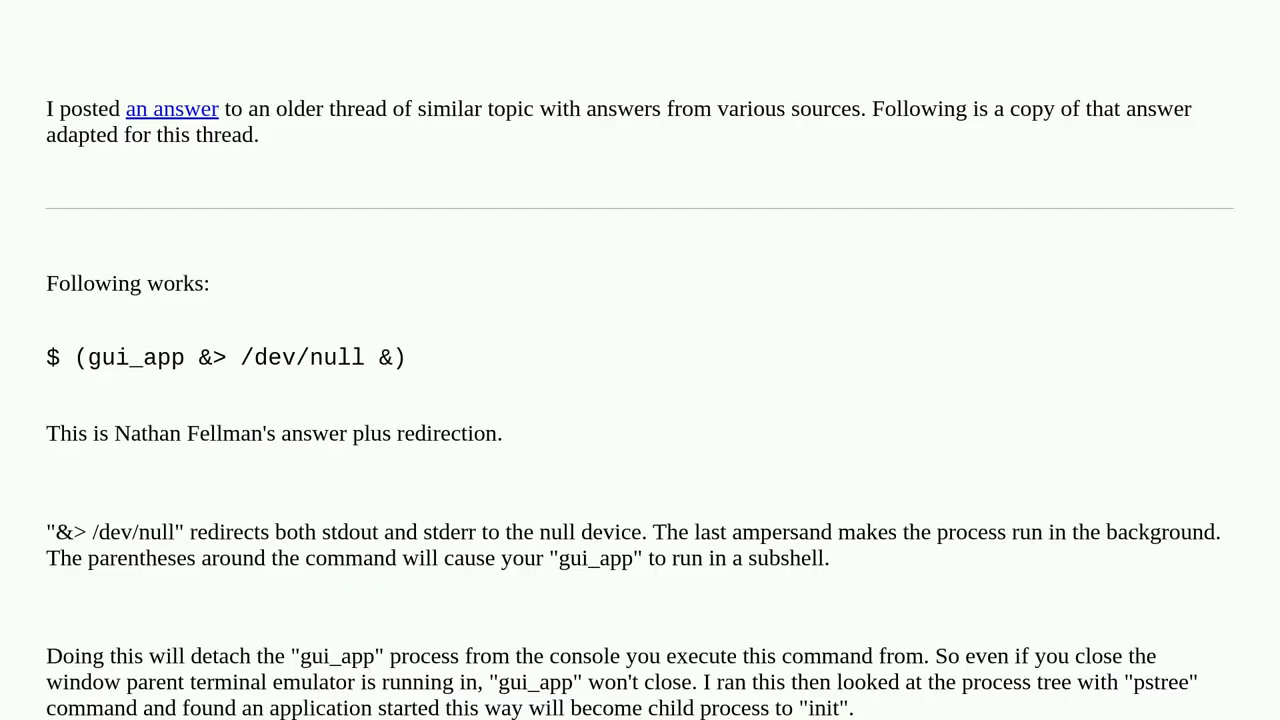 I posted an answer to an older thread of similar topic with answers from various sources. Following is a copy of that answer
adapted for this thread.
Following works:
$ (gui_app &> /dev/null &)
This is Nathan Fellman's answer plus redirection.
"&> /dev/null" redirects both stdout and stderr to the null device. The last ampersand makes the process run in the background.
The parentheses around the command will cause your "gui_app" to run in a subshell.
Doing this will detach the "gui_app" process from the console you execute this command from. So even if you close the
window parent terminal emulator is running in, "gui_app" won't close. I ran this then looked at the process tree with "pstree"
command and found an application started this way will become child process to "init".